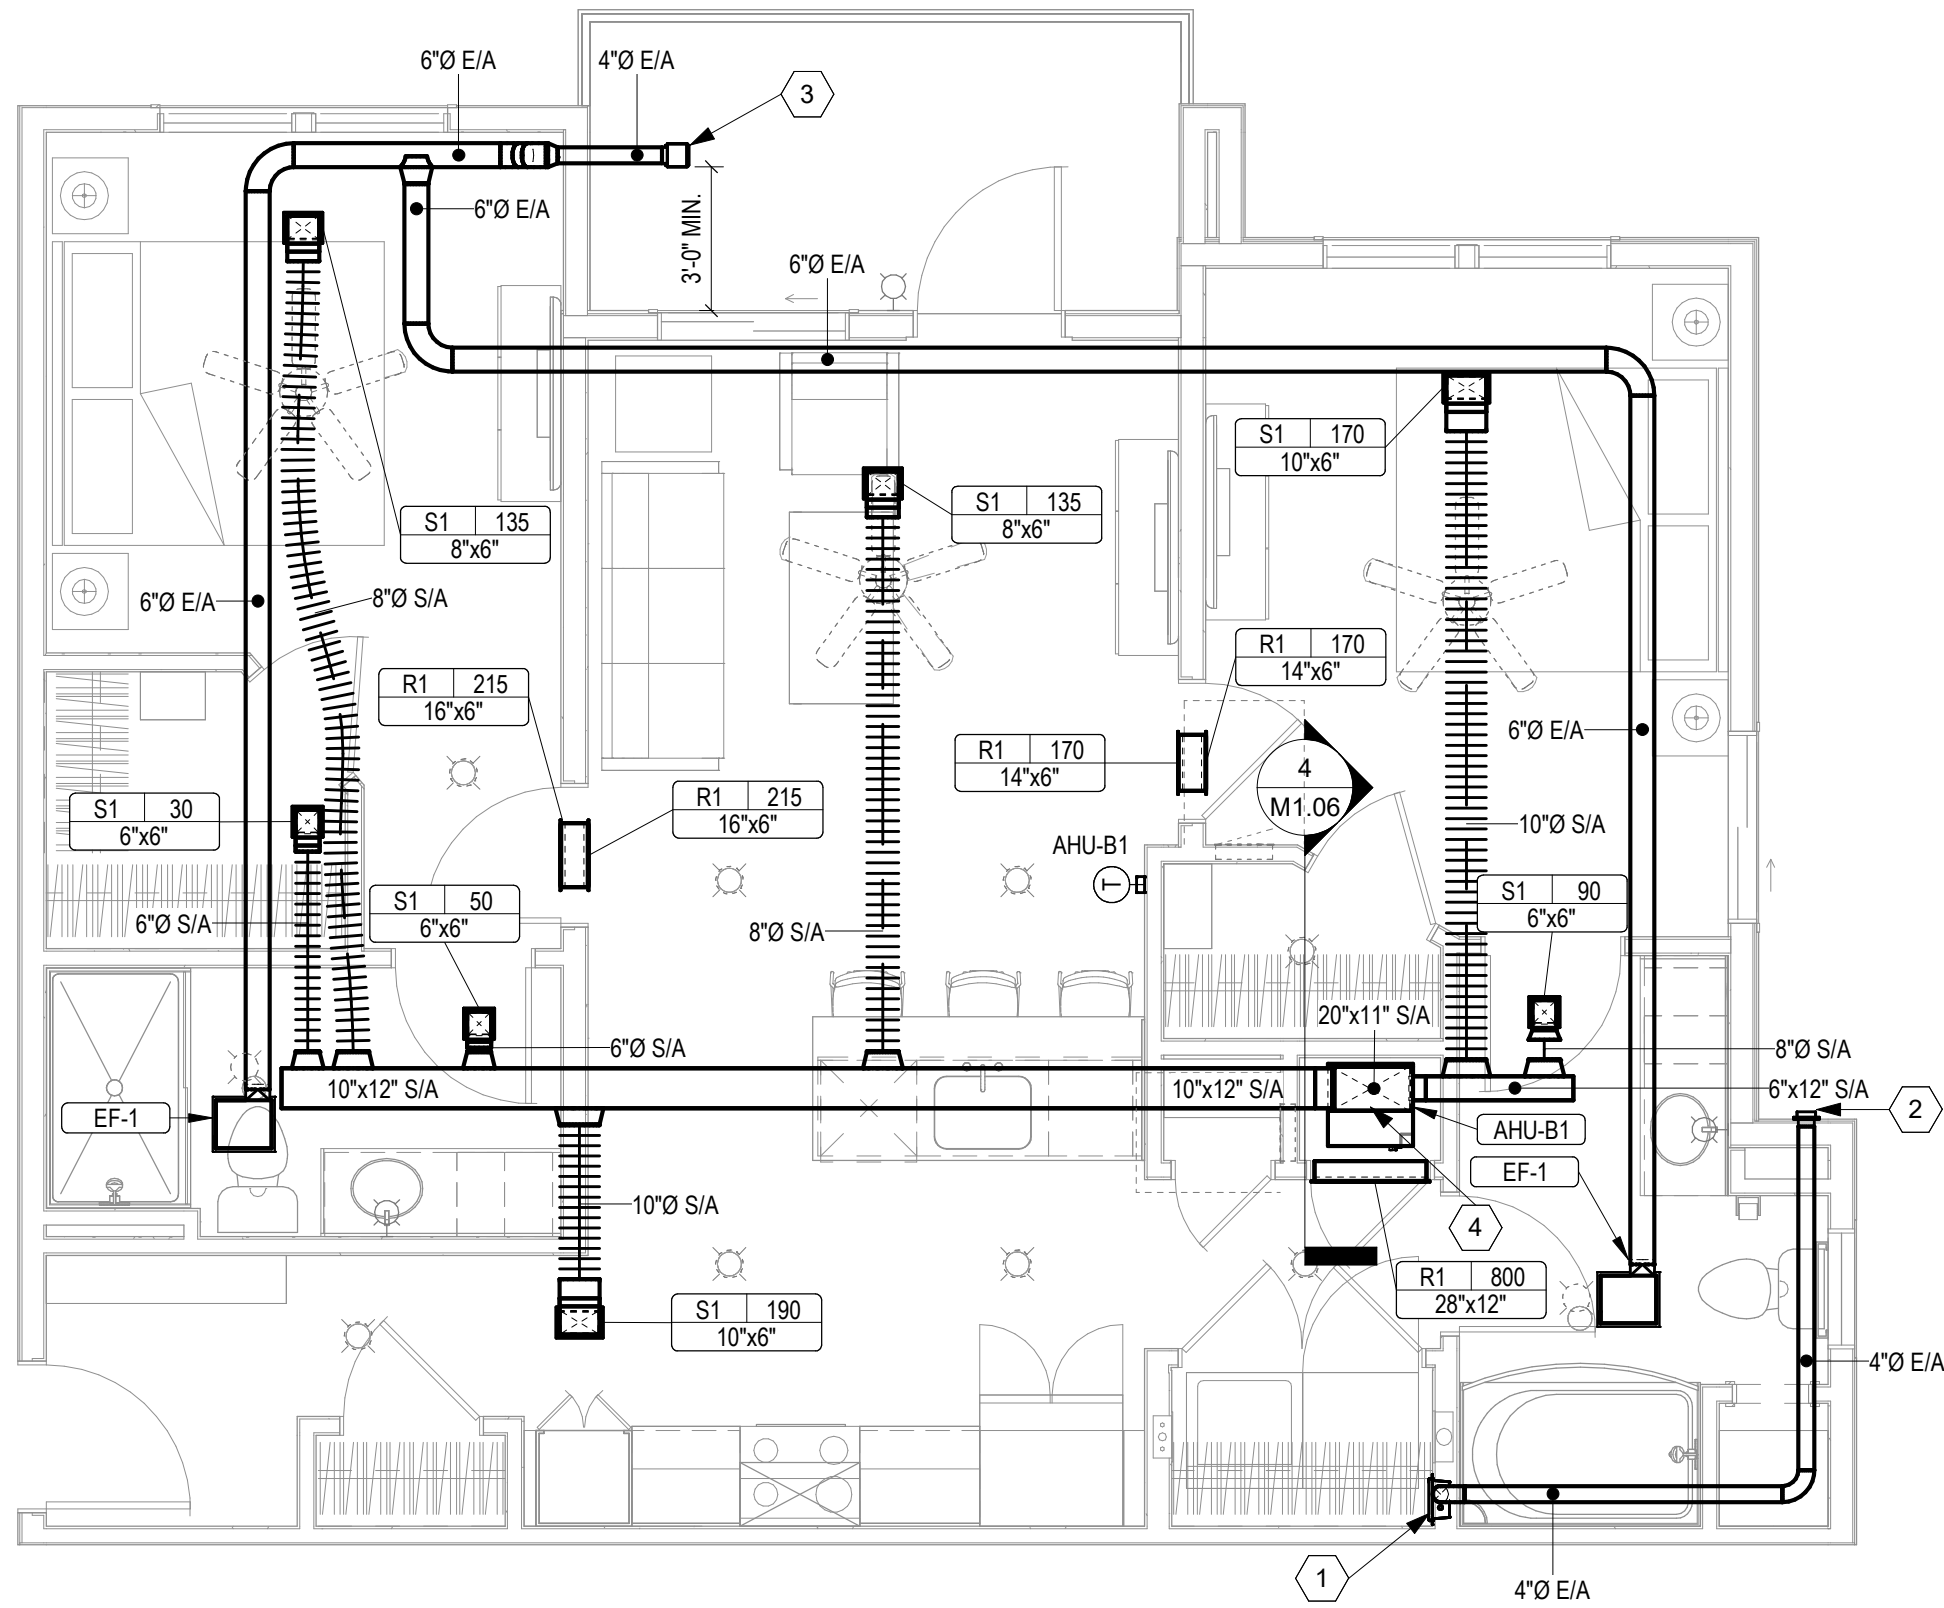 6"Ø E/A
4"Ø E/A
3
6"Ø E/A
3'-0" MIN.
6"Ø E/A
S1 170
10"x6"
S1 135
8"x6"
S1 135
8"x6"
6"Ø E/A
8"Ø S/A
R1 170
14"x6"
R1 215
16"x6"
6"Ø E/A
R1 170
14"x6"
4
M1.06
S1 30
6"x6"
R1 215
16"x6"
10"Ø S/A
AHU-B1
T
S1 50
6"x6"
S1 90
6"x6"
6"Ø S/A
8"Ø S/A
20"x11" S/A
6"Ø S/A
8"Ø S/A
10"x12" S/A
10"x12" S/A
6"x12" S/A
2
EF-1
AHU-B1
EF-1
10"Ø S/A
4
R1 800
28"x12"
S1 190
10"x6"
4"Ø E/A
1
4"Ø E/A